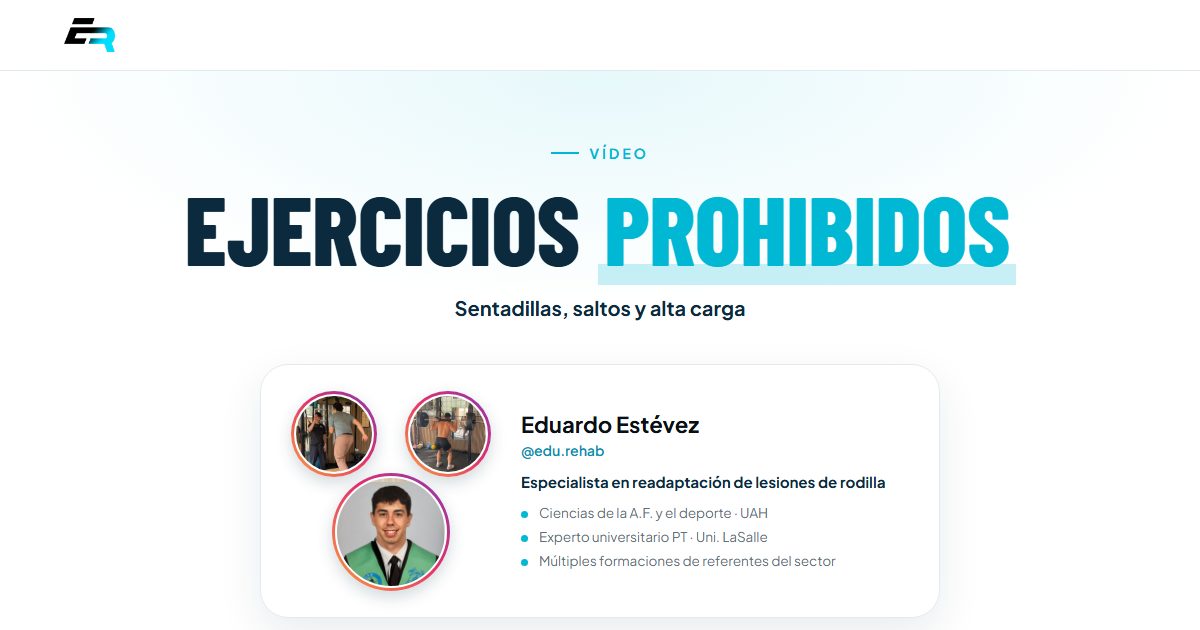 ER
VÍDEO
EJERCICIOS PROHIBIDOS
Sentadillas, saltos y alta carga
Eduardo Estévez
@edu.rehab
Especialista en readaptación de lesiones de rodilla
Ciencias de la A.F. y el deporte · UAH
Experto universitario PT · Uni. LaSalle
Múltiples formaciones de referentes del sector